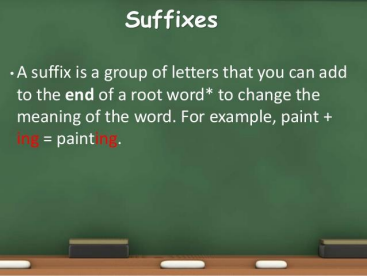 Suffixes
• A suffix is a group of letters that you can add
to the end of a root word* to change the
meaning of the word. For example, paint +
ing = painting.